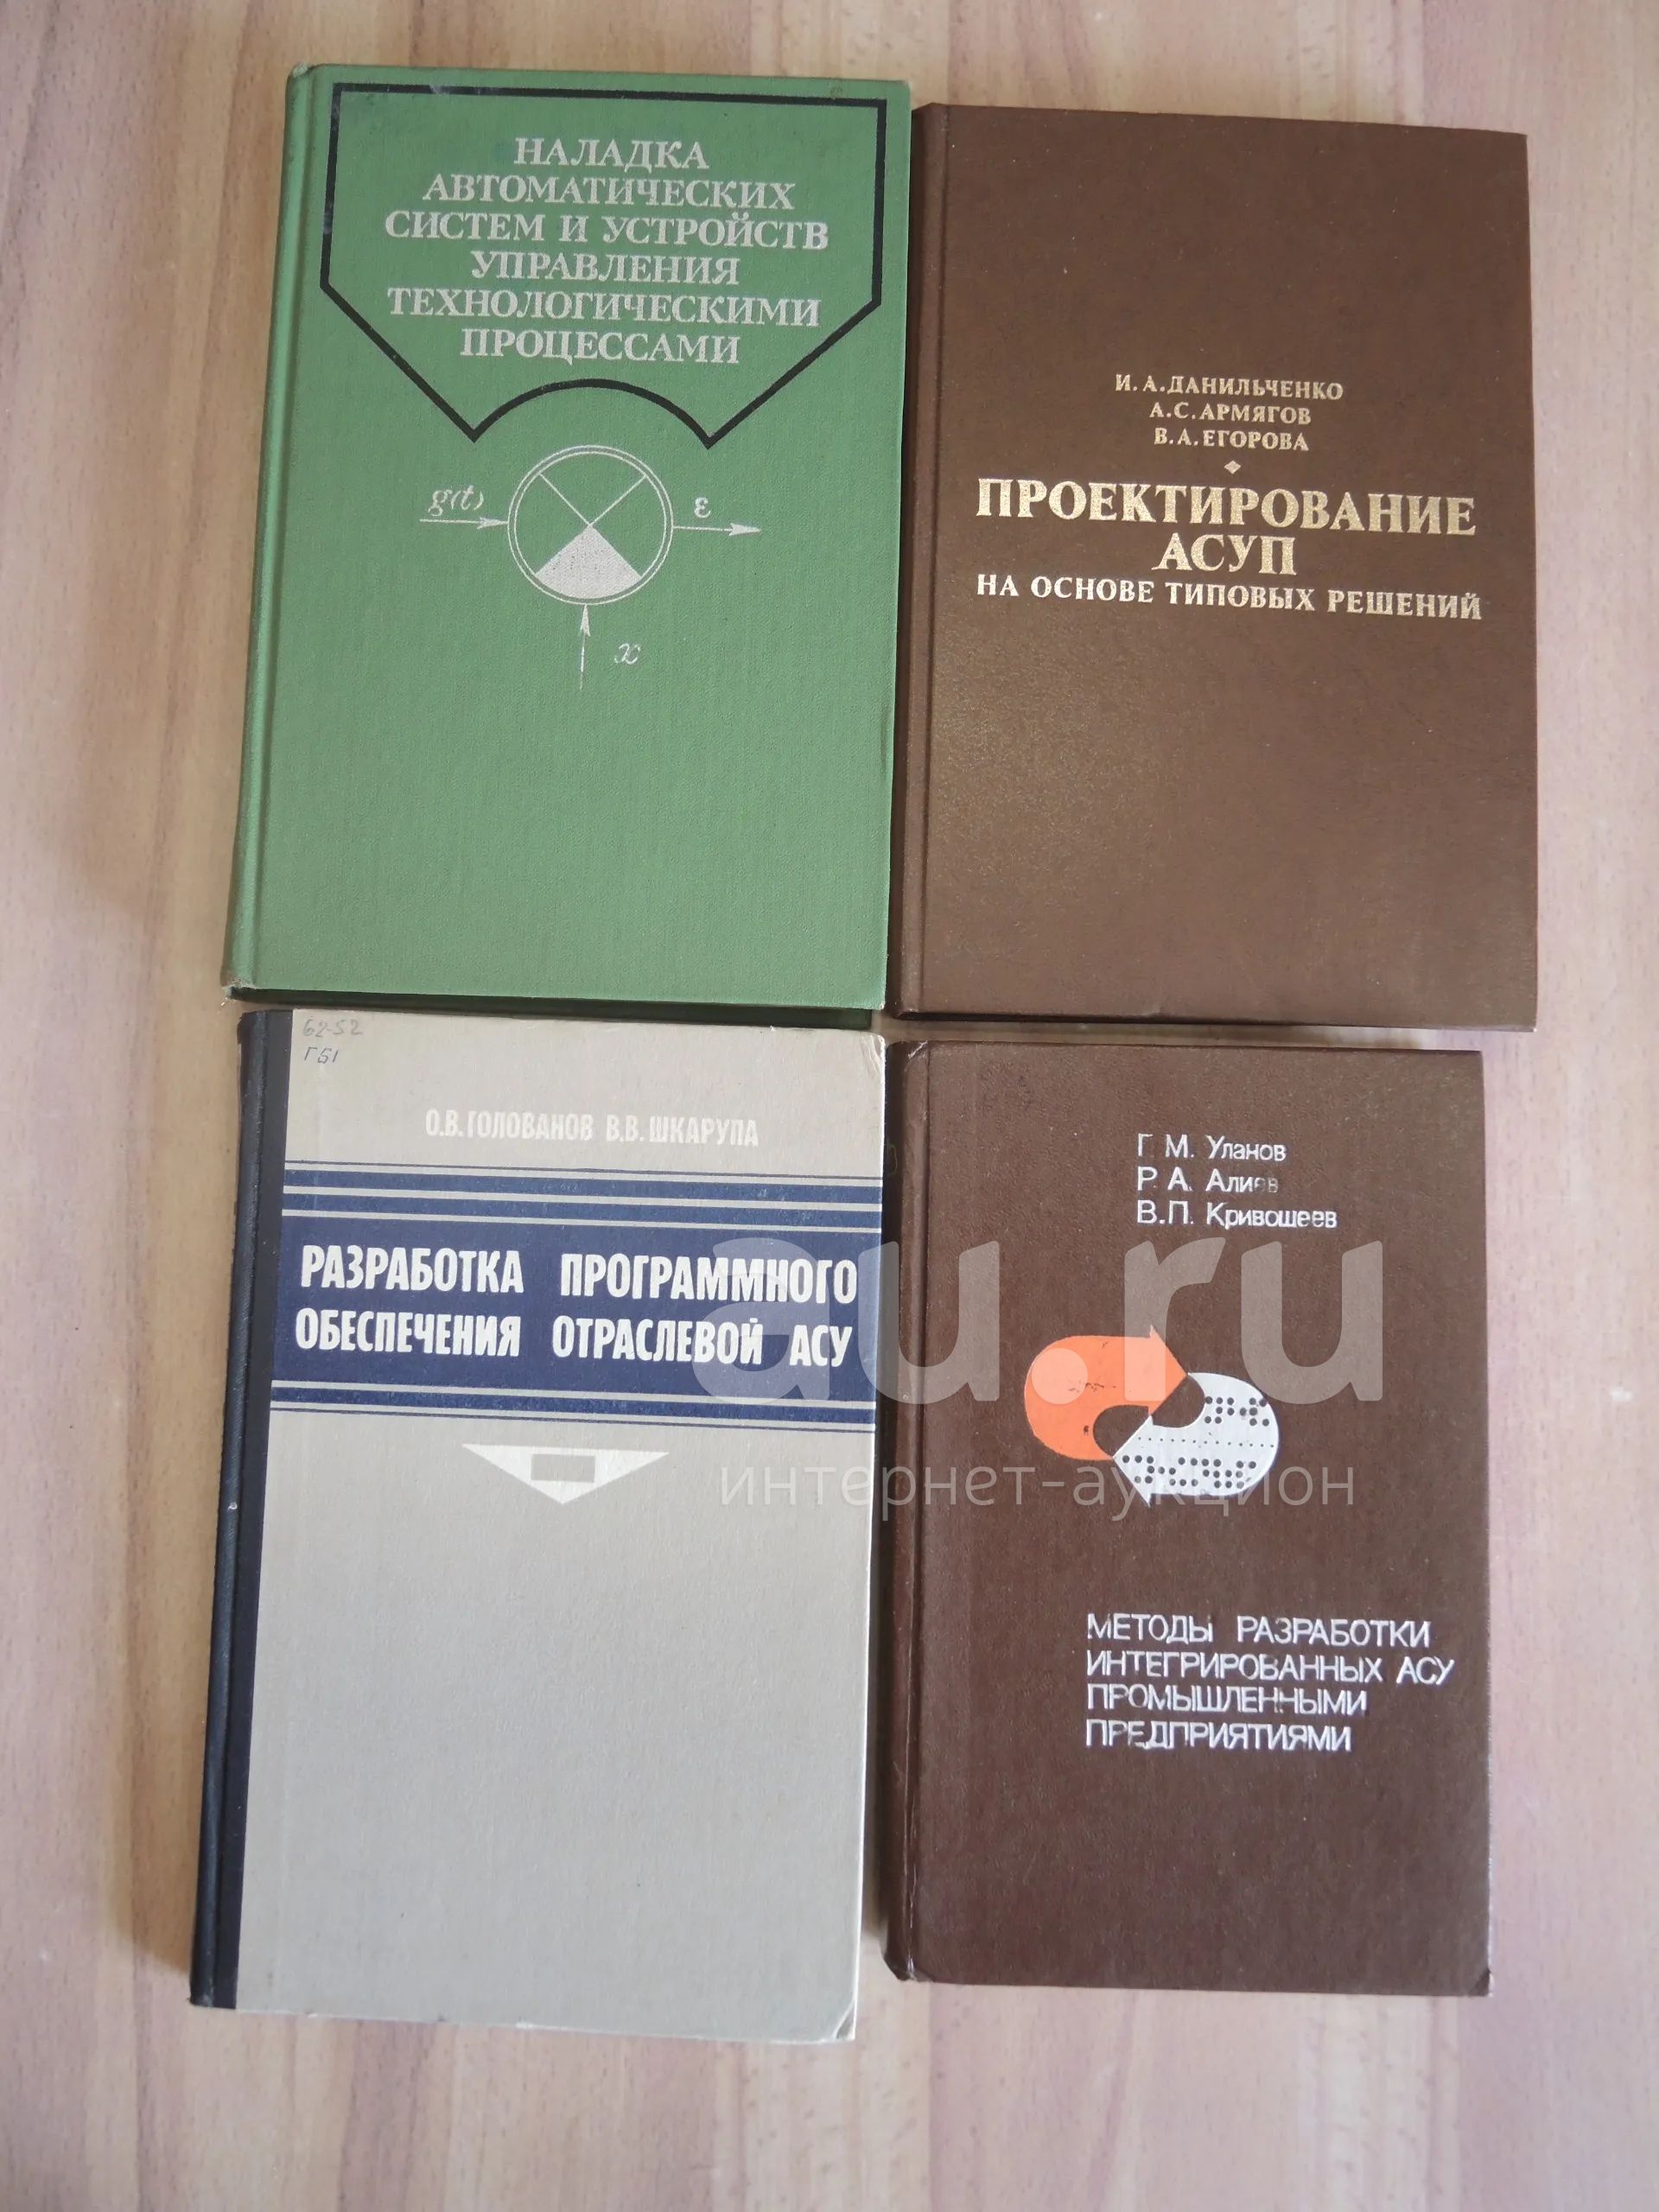 НАЛАДКА
АВТОМАТИЧЕСКИХ
СИСТЕМ И УСТРОЙСТВ
УПРАВЛЕНИЯ
ТЕХНОЛОГИЧЕСКИМИ
ПРОЦЕССАМИ
g(t)
ε
x
И. А. ДАНИЛЬЧЕНКО
А. С. АРМЯГОВ
В. А. ЕГОРОВА
ПРОЕКТИРОВАНИЕ
АСУП
НА ОСНОВЕ ТИПОВЫХ РЕШЕНИЙ
62-52
Г61
О.В. ГОЛОВАНОВ В.В. ШКАРУПА
РАЗРАБОТКА ПРОГРАММНОГО
ОБЕСПЕЧЕНИЯ ОТРАСЛЕВОЙ АСУ
Г. М. Уланов
Р. А. Алиев
В.П. Кривошеев
МЕТОДЫ РАЗРАБОТКИ
ИНТЕГРИРОВАННЫХ АСУ
ПРОМЫШЛЕННЫМИ
ПРЕДПРИЯТИЯМИ
au.ru
интернет-аукцион